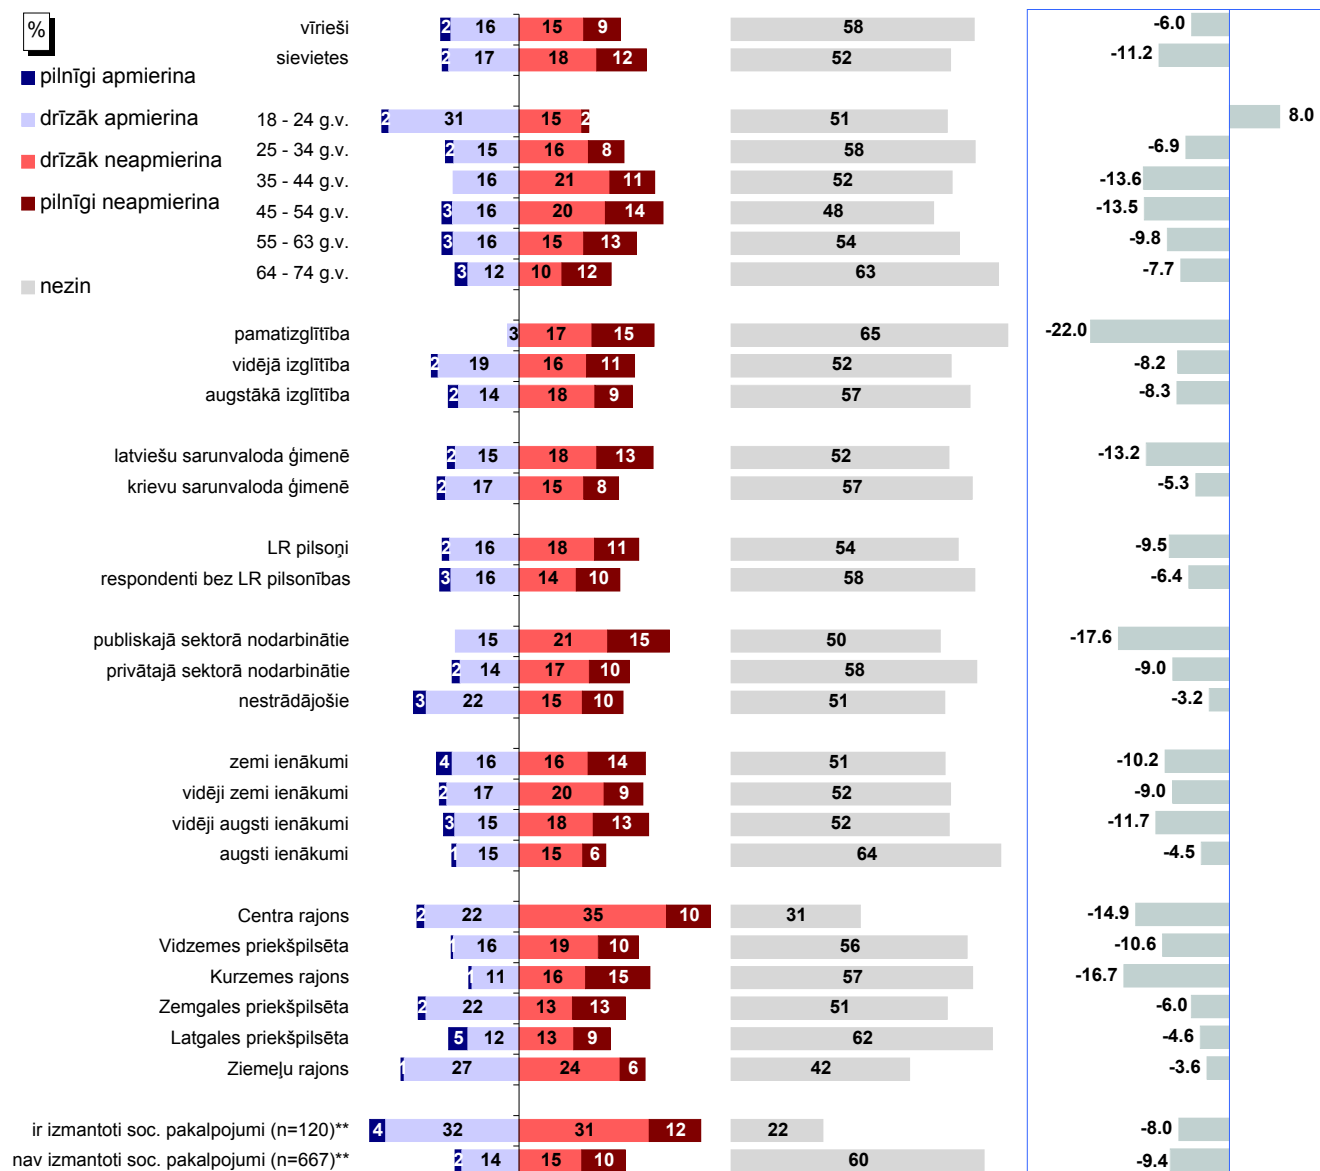 %
pilnīgi apmierina
drīzāk apmierina
drīzāk neapmierina
pilnīgi neapmierina
nezin
vīrieši 2 16 15 9 58 -6.0
sievietes 2 17 18 12 52 -11.2
18 - 24 g.v. 2 31 15 2 51 8.0
25 - 34 g.v. 2 15 16 8 58 -6.9
35 - 44 g.v. 16 21 11 52 -13.6
45 - 54 g.v. 3 16 20 14 48 -13.5
55 - 63 g.v. 3 16 15 13 54 -9.8
64 - 74 g.v. 3 12 10 12 63 -7.7
pamatizglītība 3 17 15 65 -22.0
vidējā izglītība 2 19 16 11 52 -8.2
augstākā izglītība 2 14 18 9 57 -8.3
latviešu sarunvaloda ģimenē 2 15 18 13 52 -13.2
krievu sarunvaloda ģimenē 2 17 15 8 57 -5.3
LR pilsoņi 2 16 18 11 54 -9.5
respondenti bez LR pilsonības 3 16 14 10 58 -6.4
publiskajā sektorā nodarbinātie 15 21 15 50 -17.6
privātajā sektorā nodarbinātie 2 14 17 10 58 -9.0
nestrādājošie 3 22 15 10 51 -3.2
zemi ienākumi 4 16 16 14 51 -10.2
vidēji zemi ienākumi 2 17 20 9 52 -9.0
vidēji augsti ienākumi 3 15 18 13 52 -11.7
augsti ienākumi 1 15 15 6 64 -4.5
Centra rajons 2 22 35 10 31 -14.9
Vidzemes priekšpilsēta 1 16 19 10 56 -10.6
Kurzemes rajons 1 11 16 15 57 -16.7
Zemgales priekšpilsēta 2 22 13 13 51 -6.0
Latgales priekšpilsēta 5 12 13 9 62 -4.6
Ziemeļu rajons 1 27 24 6 42 -3.6
ir izmantoti soc. pakalpojumi (n=120)** 4 32 31 12 22 -8.0
nav izmantoti soc. pakalpojumi (n=667)** 2 14 15 10 60 -9.4